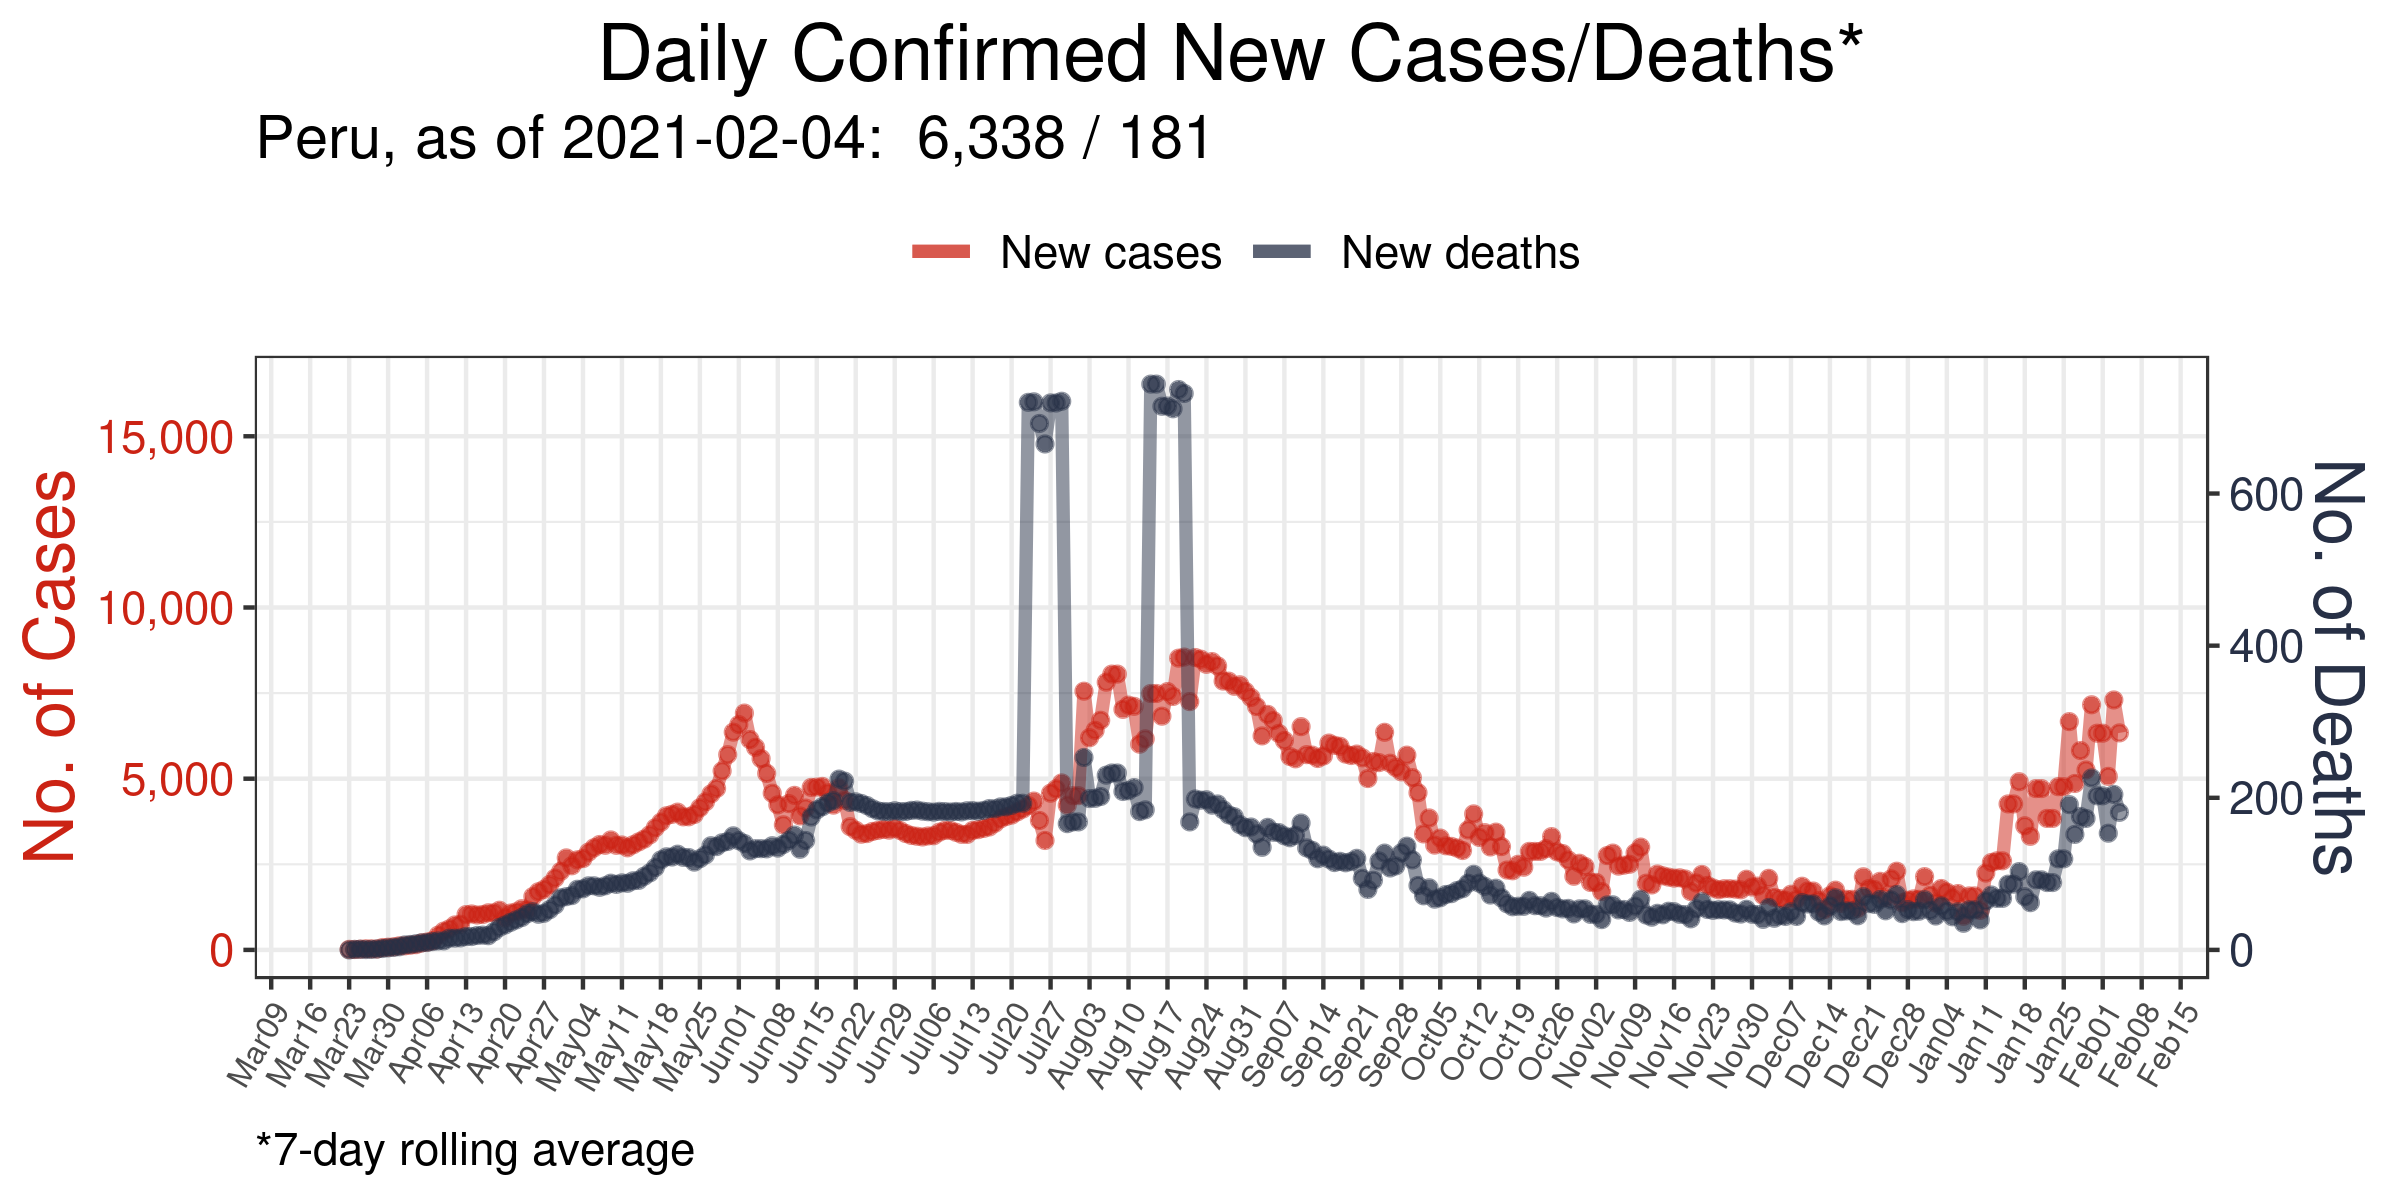 Daily Confirmed New Cases/Deaths*
Peru, as of 2021-02-04:  6,338 / 181
New cases New deaths
No. of Cases
15,000
10,000
5,000
0
No. of Deaths
600
400
200
0
Mar09 Mar16 Mar23 Mar30 Apr06 Apr13 Apr20 Apr27 May04 May11 May18 May25 Jun01 Jun08 Jun15 Jun22 Jun29 Jul06 Jul13 Jul20 Jul27 Aug03 Aug10 Aug17 Aug24 Aug31 Sep07 Sep14 Sep21 Sep28 Oct05 Oct12 Oct19 Oct26 Nov02 Nov09 Nov16 Nov23 Nov30 Dec07 Dec14 Dec21 Dec28 Jan04 Jan11 Jan18 Jan25 Feb01 Feb08 Feb15
*7-day rolling average